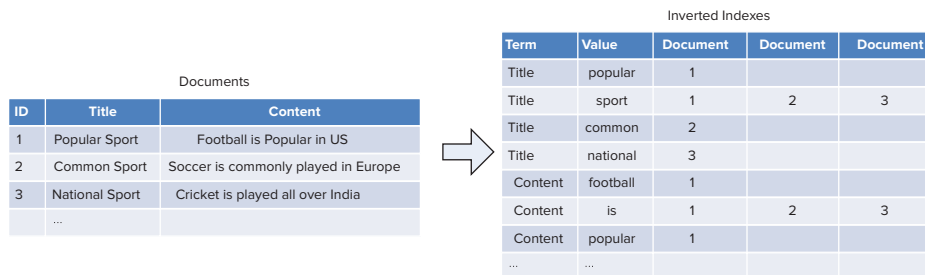 Documents
ID Title Content
1 Popular Sport Football is Popular in US
2 Common Sport Soccer is commonly played in Europe
3 National Sport Cricket is played all over India
...
Inverted Indexes
Term Value Document Document Document
Title popular 1
Title sport 1 2 3
Title common 2
Title national 3
Content football 1
Content is 1 2 3
Content popular 1
... ...